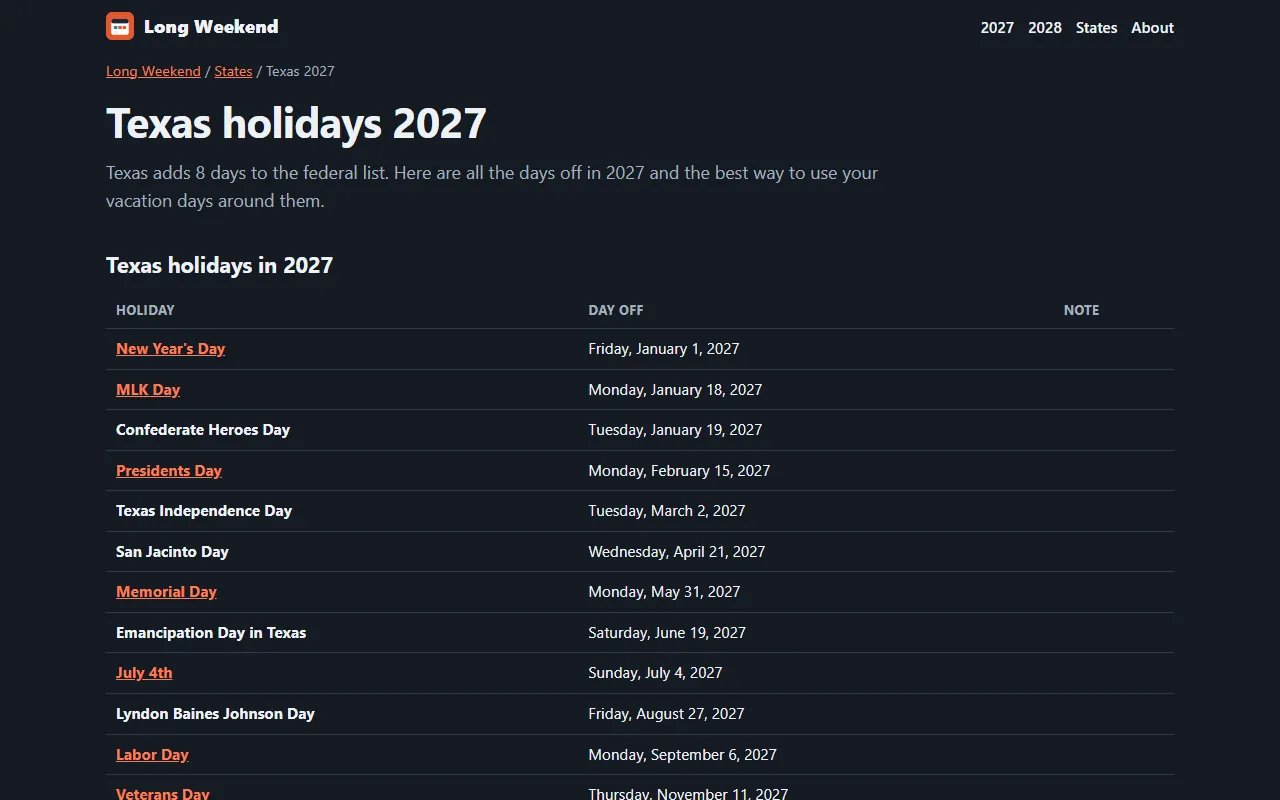 Long Weekend
2027 2028 States About
Long Weekend / States / Texas 2027
Texas holidays 2027
Texas adds 8 days to the federal list. Here are all the days off in 2027 and the best way to use your
vacation days around them.
Texas holidays in 2027
HOLIDAY DAY OFF NOTE
New Year's Day Friday, January 1, 2027
MLK Day Monday, January 18, 2027
Confederate Heroes Day Tuesday, January 19, 2027
Presidents Day Monday, February 15, 2027
Texas Independence Day Tuesday, March 2, 2027
San Jacinto Day Wednesday, April 21, 2027
Memorial Day Monday, May 31, 2027
Emancipation Day in Texas Saturday, June 19, 2027
July 4th Sunday, July 4, 2027
Lyndon Baines Johnson Day Friday, August 27, 2027
Labor Day Monday, September 6, 2027
Veterans Day Thursday, November 11, 2027